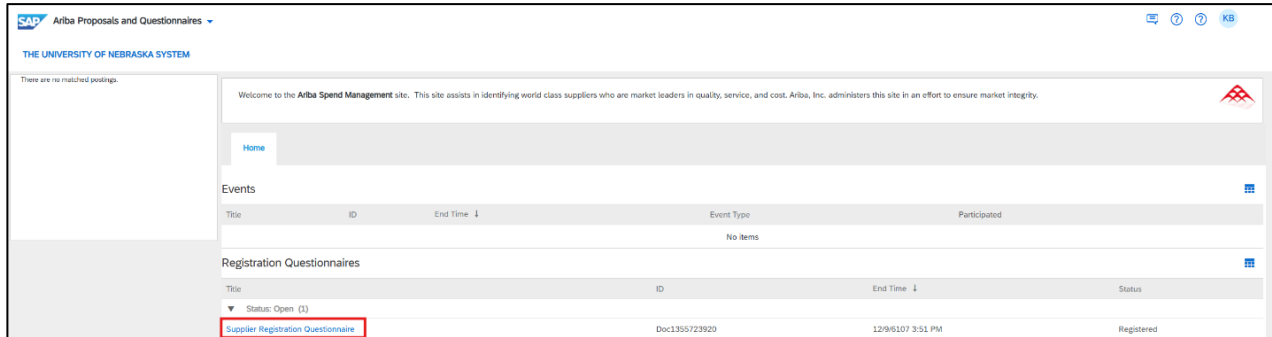 SAP Ariba Proposals and Questionnaires
KB
THE UNIVERSITY OF NEBRASKA SYSTEM
There are no matched postings.
Welcome to the Ariba Spend Management site. This site assists in identifying world class suppliers who are market leaders in quality, service, and cost. Ariba, Inc. administers this site in an effort to ensure market integrity.
Home
Events
Title ID End Time ↓ Event Type Participated
No items
Registration Questionnaires
Title ID End Time ↓ Status
▼ Status: Open (1)
Supplier Registration Questionnaire Doc1355723920 12/9/6107 3:51 PM Registered